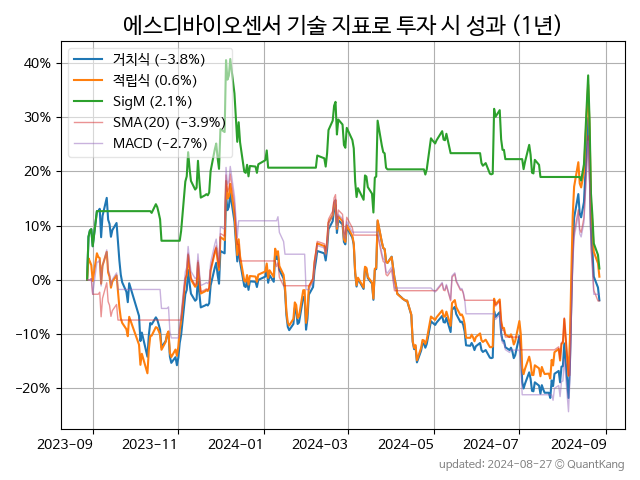 에스디바이오센서 기술 지표로 투자 시 성과 (1년)
40%
30%
20%
10%
0%
−10%
−20%
거치식 (−3.8%)
적립식 (0.6%)
SigM (2.1%)
SMA(20) (−3.9%)
MACD (−2.7%)
2023-09 2023-11 2024-01 2024-03 2024-05 2024-07 2024-09
updated: 2024-08-27 © QuantKang